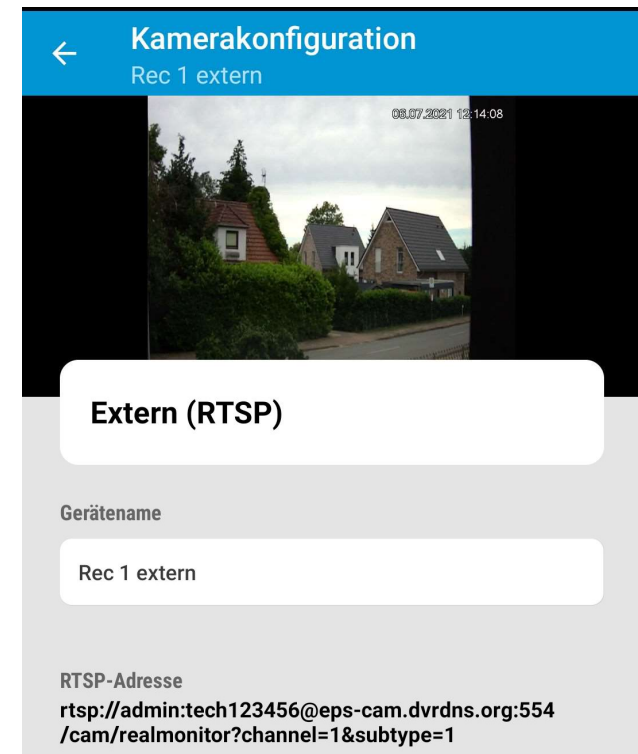 Kamerakonfiguration
Rec 1 extern
06.07.2021 12:14:08
Extern (RTSP)
Gerätename
Rec 1 extern
RTSP-Adresse
rtsp://admin:tech123456@eps-cam.dvrdns.org:554
/cam/realmonitor?channel=1&subtype=1